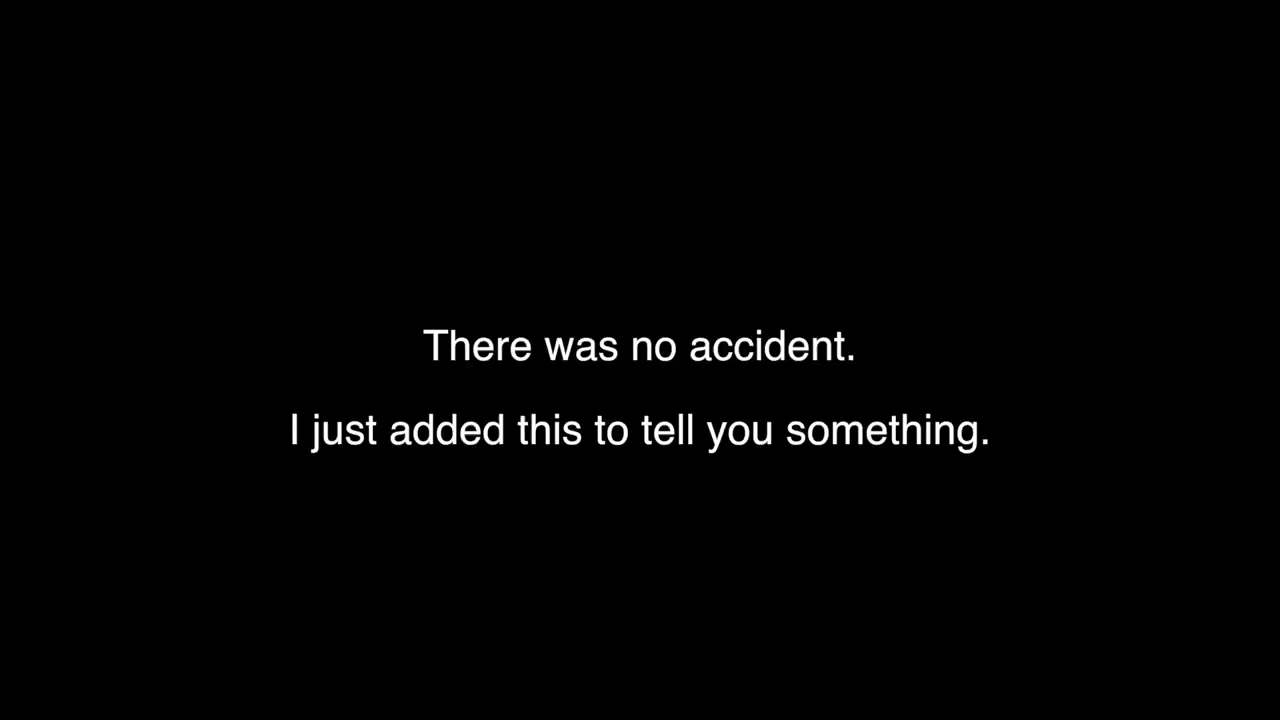 There was no accident.
I just added this to tell you something.